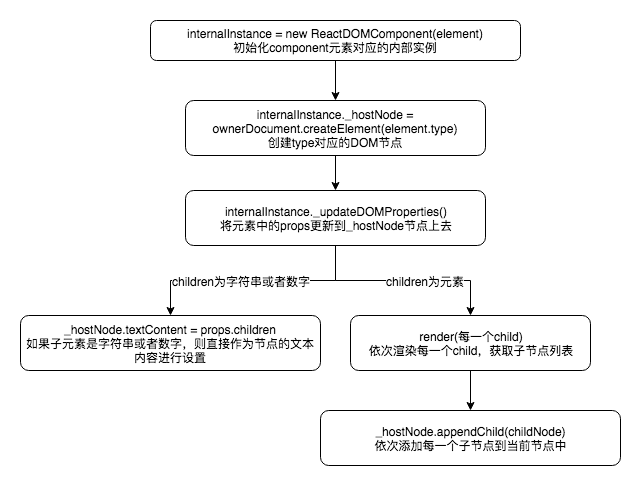 internalInstance = new ReactDOMComponent(element)
初始化component元素对应的内部实例
internalInstance._hostNode =
ownerDocument.createElement(element.type)
创建type对应的DOM节点
internalInstance._updateDOMProperties()
将元素中的props更新到_hostNode节点上去
children为字符串或者数字
children为元素
_hostNode.textContent = props.children
如果子元素是字符串或者数字，则直接作为节点的文本
内容进行设置
render(每一个child)
依次渲染每一个child，获取子节点列表
_hostNode.appendChild(childNode)
依次添加每一个子节点到当前节点中